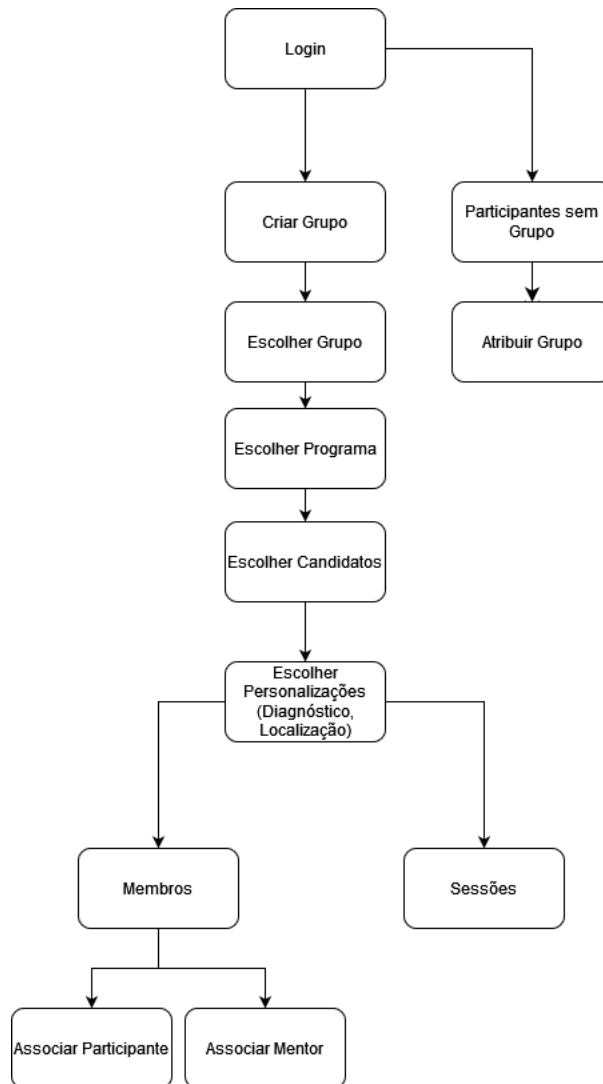 Login
Criar Grupo
Participantes sem
Grupo
Escolher Grupo
Atribuir Grupo
Escolher Programa
Escolher Candidatos
Escolher
Personalizações
(Diagnóstico,
Localização)
Membros
Sessões
Associar Participante
Associar Mentor